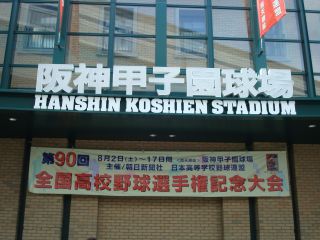 阪神甲子園球場
HANSHIN KOSHIEN STADIUM
第90回 8月2日(土)~17日間 阪神甲子園球場
主催/朝日新聞社 日本高等学校野球連盟
全国高校野球選手権記念大会